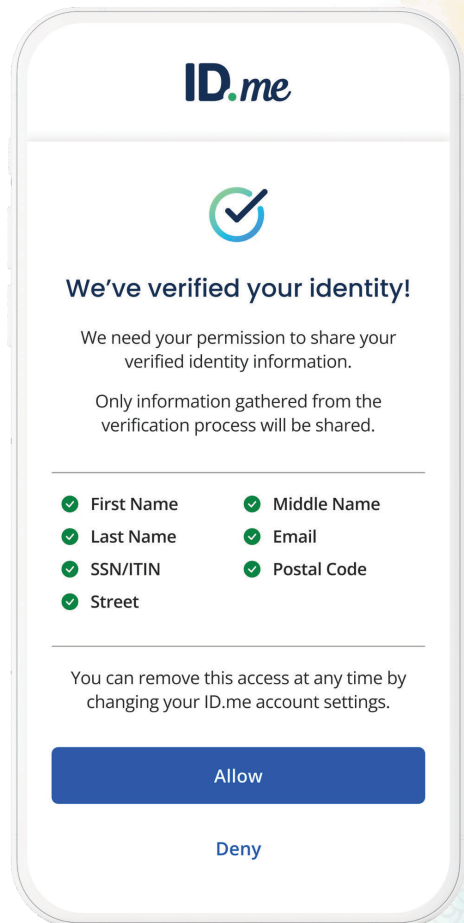 ID.me
We've verified your identity!
We need your permission to share your
verified identity information.
Only information gathered from the
verification process will be shared.
First Name
Middle Name
Last Name
Email
SSN/ITIN
Postal Code
Street
You can remove this access at any time by
changing your ID.me account settings.
Allow
Deny